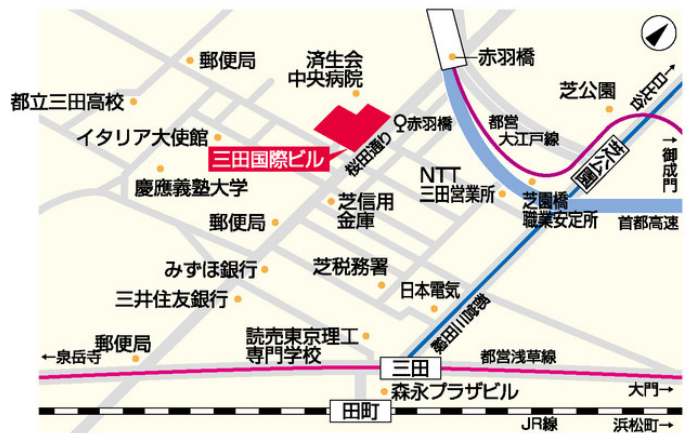 赤羽橋
郵便局
済生会
中央病院
芝公園
日比谷→
都立三田高校
赤羽橋
都営
大江戸線
イタリア大使館
桜田通り
芝公園
→
御成門
三田国際ビル
NTT
三田営業所
慶應義塾大学
芝園橋
職業安定所
芝信用
金庫
首都高速
郵便局
みずほ銀行
芝税務署
三井住友銀行
日本電気
都営三田線
読売東京理工
専門学校
郵便局
←泉岳寺
三田
都営浅草線
大門→
森永プラザビル
田町
JR線
浜松町→